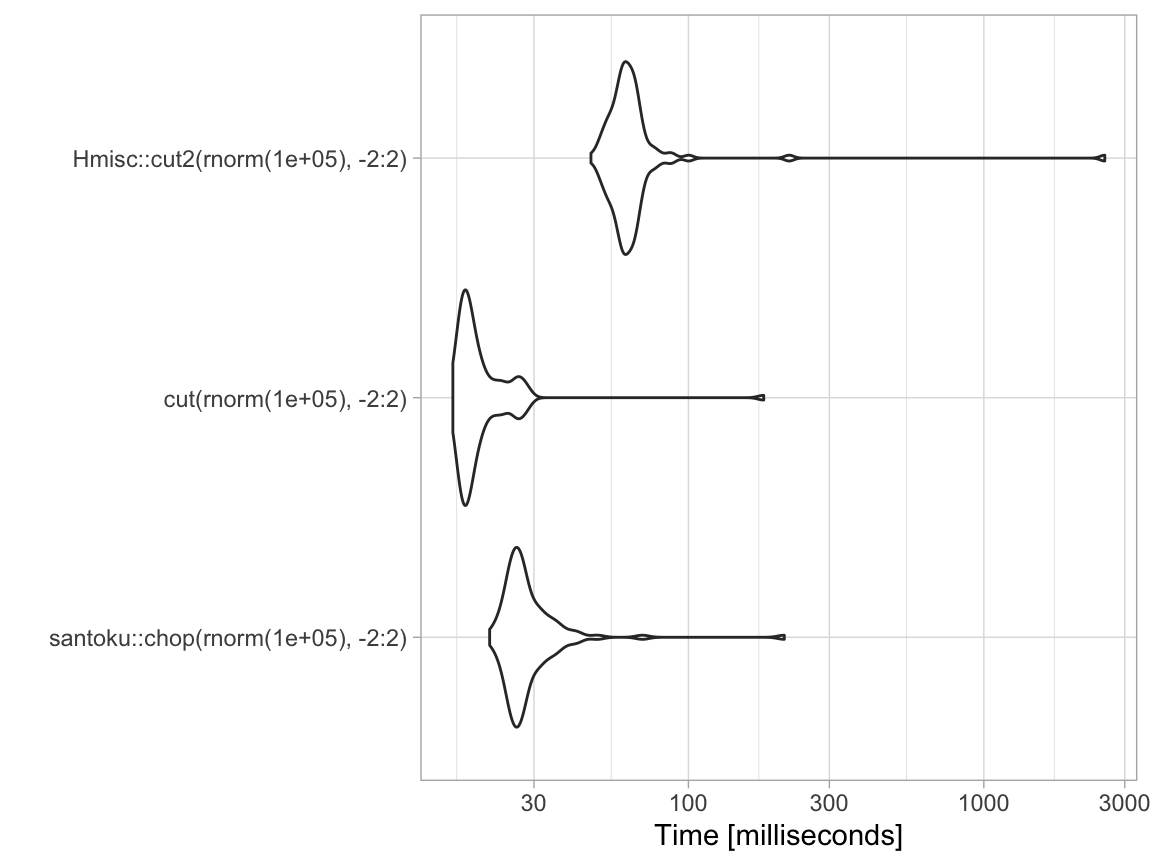 Hmisc::cut2(rnorm(1e+05), -2:2)
cut(rnorm(1e+05), -2:2)
santoku::chop(rnorm(1e+05), -2:2)
30 100 300 1000 3000
Time [milliseconds]